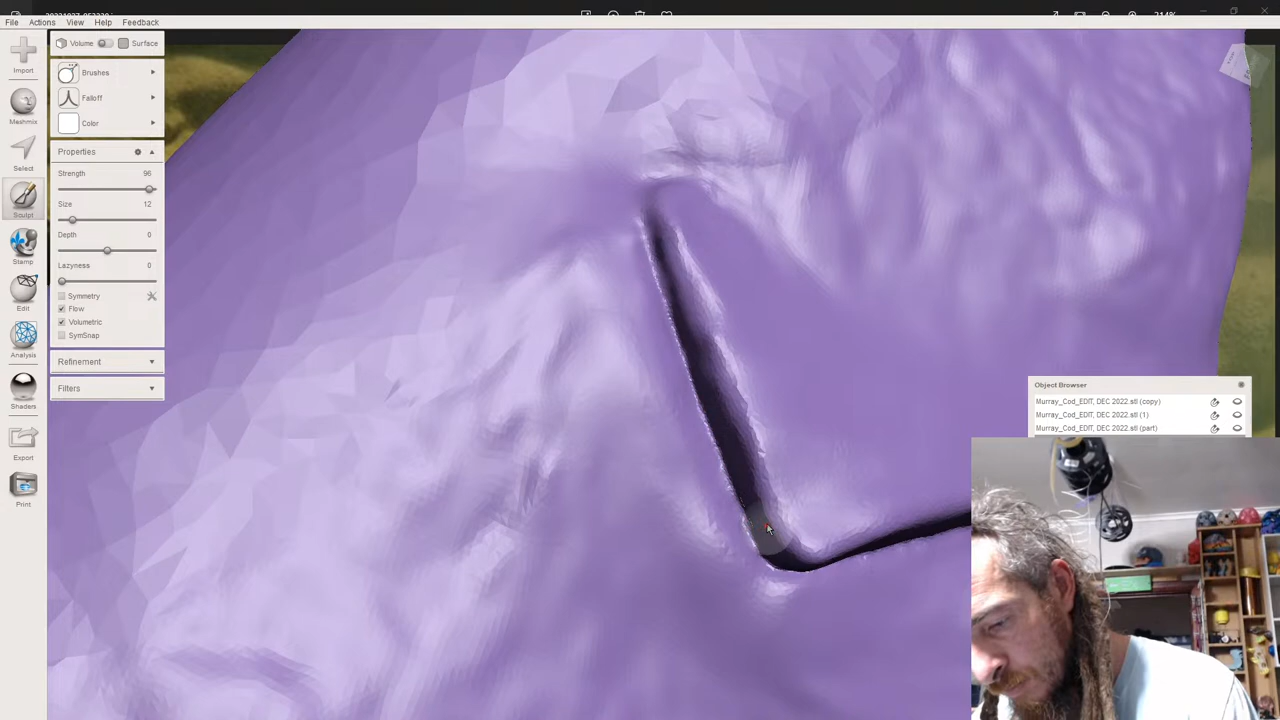 File Actions View Help Feedback
314%
Import
Meshmix
Select
Sculpt
Stamp
Edit
Analysis
Shaders
Export
Print
Volume Surface
Brushes
Falloff
Color
Properties
Strength 96
Size 12
Depth 0
Lazyness 0
Symmetry
Flow
Volumetric
SymSnap
Refinement
Filters
Object Browser
Murray_Cod_EDIT, DEC 2022.stl (copy)
Murray_Cod_EDIT, DEC 2022.stl (1)
Murray_Cod_EDIT, DEC 2022.stl (part)